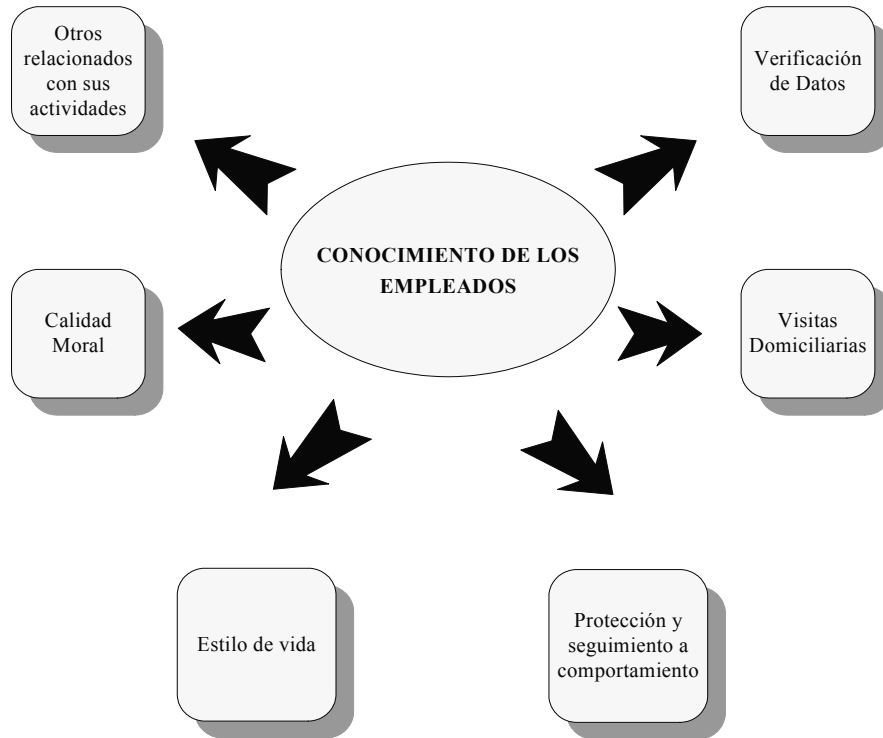 Otros
relacionados
con sus
actividades
Verificación
de Datos
CONOCIMIENTO DE LOS
EMPLEADOS
Calidad
Moral
Visitas
Domiciliarias
Estilo de vida
Protección y
seguimiento a
comportamiento